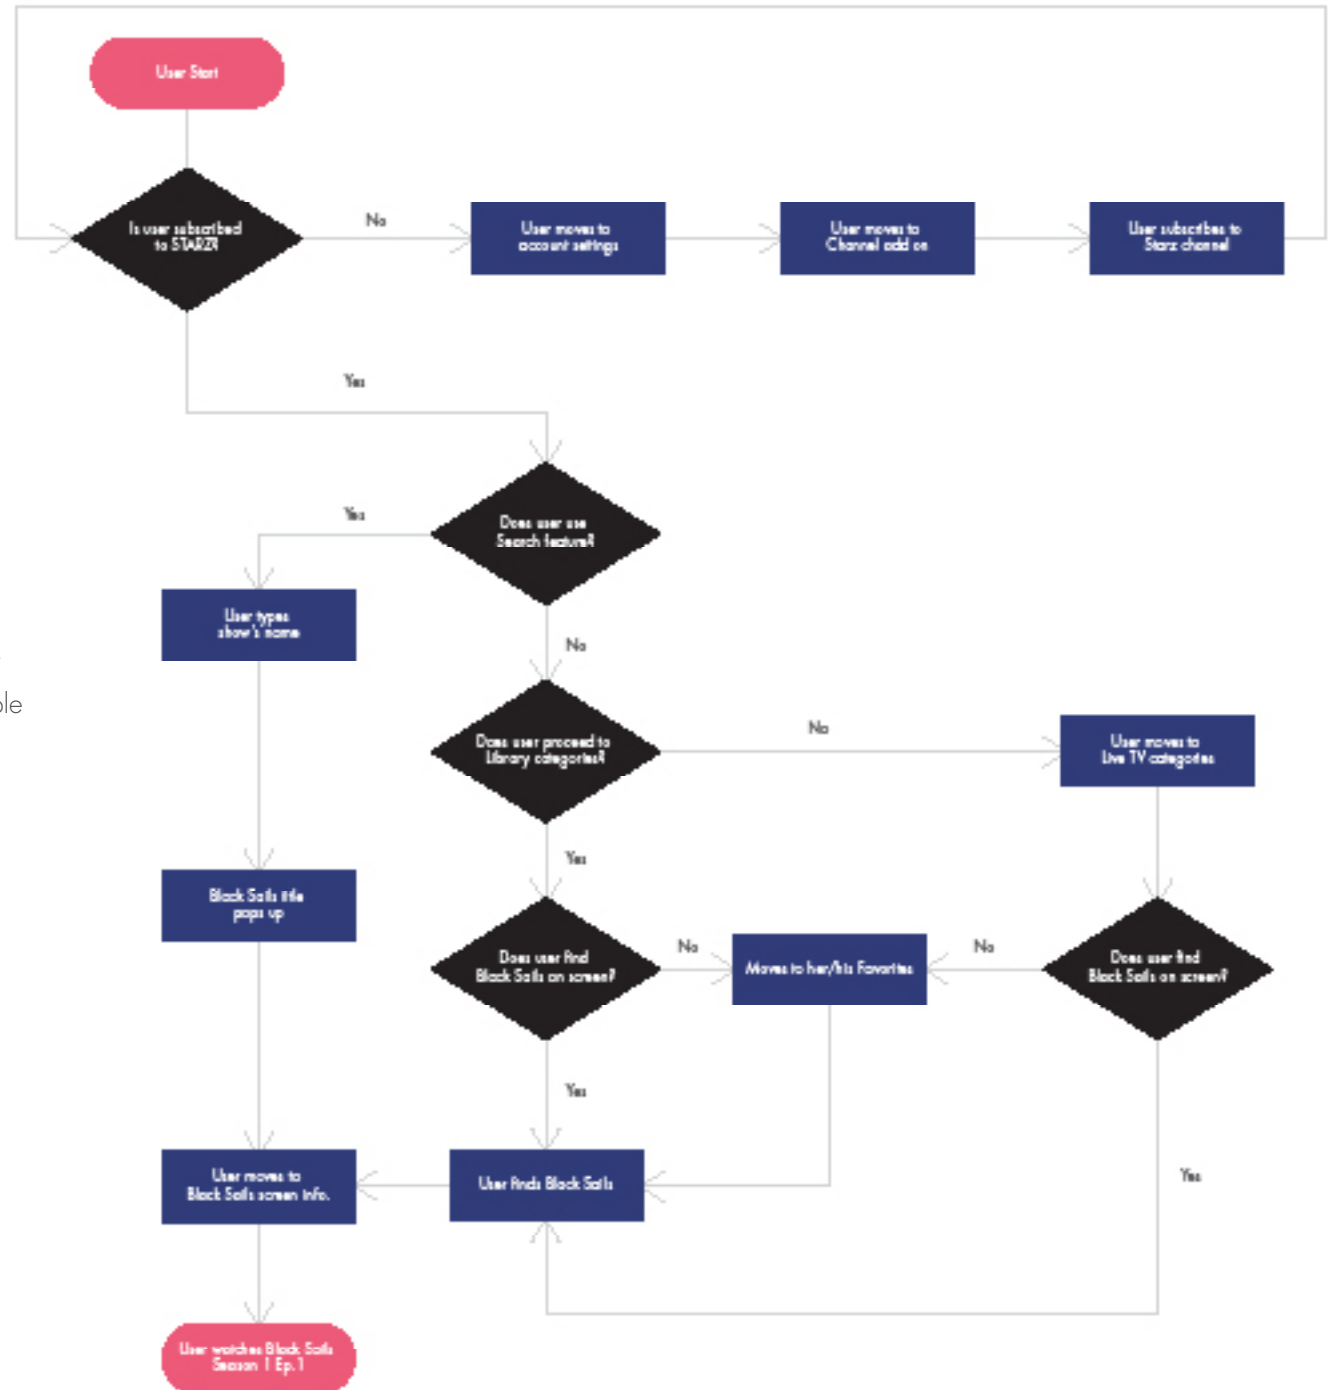 User Start
Is user subscribed
to STARZ?
No
User moves to
account settings
User moves to
Channel add on
User subscribes to
Starz channel
Yes
Does user use
Search feature?
Yes
User types
show's name
No
ple
Does user proceed to
Library categories?
No
User moves to
Live TV categories
Yes
Black Sails title
pops up
Does user find
Black Sails on screen?
No
Moves to her/his Favorites
No
Does user find
Black Sails on screen?
Yes
User moves to
Black Sails screen info.
User finds Black Sails
Yes
User watches Black Sails
Season 1 Ep.1